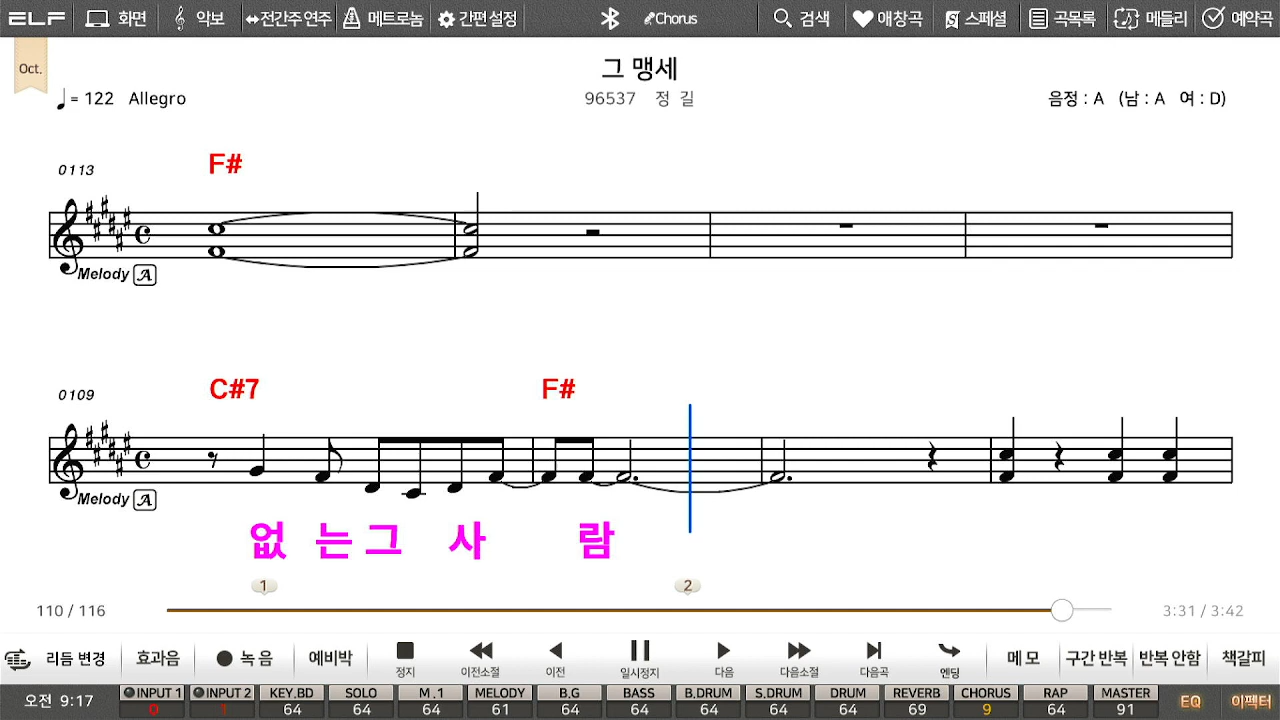 ELF 화면 악보 전간주 연주 메트로놈 간편 설정 Chorus 검색 애창곡 스페셜 곡목록 메들리 예약곡
Oct.
그 맹세
= 122 Allegro 96537 정 길 음정 : A (남 : A 여 : D)
0113 F#
Melody A
0109 C#7 F#
Melody A
없 는 그 사 람
1 2
110 / 116 3:31 / 3:42
리듬 변경 효과음 녹 음 예비박 정지 이전소절 이전 일시정지 다음 다음소절 다음곡 엔딩 메 모 구간 반복 반복 안함 책갈피
오전 9:17 INPUT 1 INPUT 2 KEY.BD SOLO M .1 MELODY B,G BASS B,DRUM S,DRUM DRUM REVERB CHORUS RAP MASTER EQ 이펙터
0 1 64 64 64 61 64 64 64 64 64 69 9 64 91